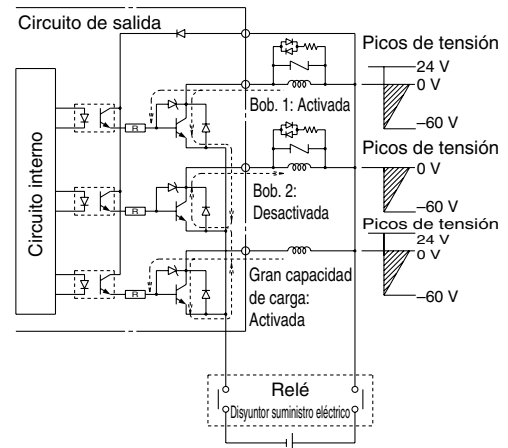 Circuito de salida
Circuito interno
R
R
R
Bob. 1: Activada
Bob. 2:
Desactivada
Gran capacidad
de carga:
Activada
Picos de tensión
24 V
0 V
–60 V
Picos de tensión
0 V
–60 V
Picos de tensión
24 V
0 V
–60 V
Relé
Disyuntor suministro eléctrico